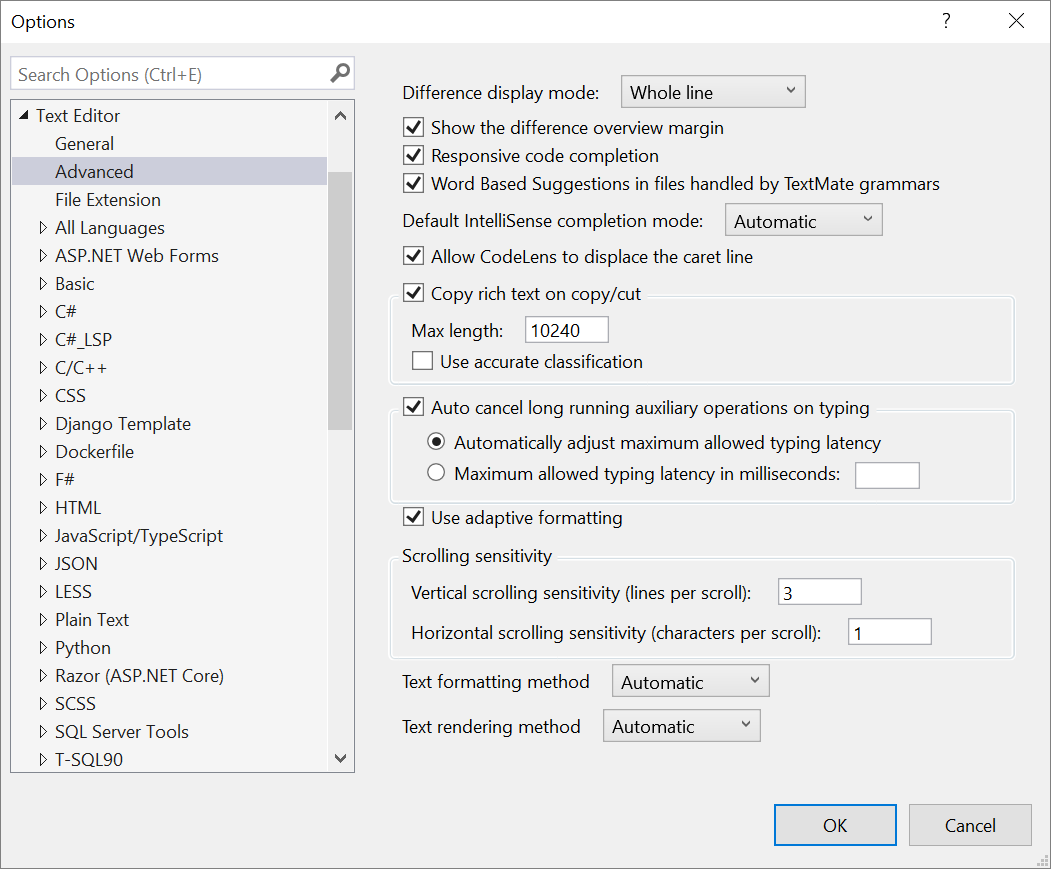 Options
?
Search Options (Ctrl+E)
Text Editor
General
Advanced
File Extension
All Languages
ASP.NET Web Forms
Basic
C#
C#_LSP
C/C++
CSS
Django Template
Dockerfile
F#
HTML
JavaScript/TypeScript
JSON
LESS
Plain Text
Python
Razor (ASP.NET Core)
SCSS
SQL Server Tools
T-SQL90
Difference display mode: Whole line
Show the difference overview margin
Responsive code completion
Word Based Suggestions in files handled by TextMate grammars
Default IntelliSense completion mode: Automatic
Allow CodeLens to displace the caret line
Copy rich text on copy/cut
Max length: 10240
Use accurate classification
Auto cancel long running auxiliary operations on typing
Automatically adjust maximum allowed typing latency
Maximum allowed typing latency in milliseconds:
Use adaptive formatting
Scrolling sensitivity
Vertical scrolling sensitivity (lines per scroll): 3
Horizontal scrolling sensitivity (characters per scroll): 1
Text formatting method Automatic
Text rendering method Automatic
OK Cancel